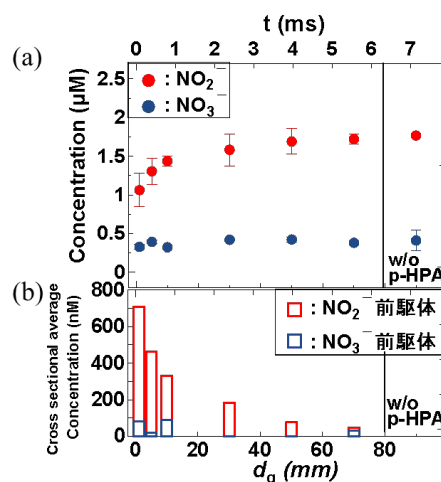 t (ms)
0 1 2 3 4 5 6 7
(a)
Concentration (μM)
2.5
2
1.5
1
0.5
0
: NO₂⁻
: NO₃⁻
w/o
p-HPA
(b)
Cross sectional average
Concentration (nM)
800
600
400
200
0
: NO₂⁻前駆体
: NO₃⁻前駆体
w/o
p-HPA
0 20 40 60 80
dg (mm)